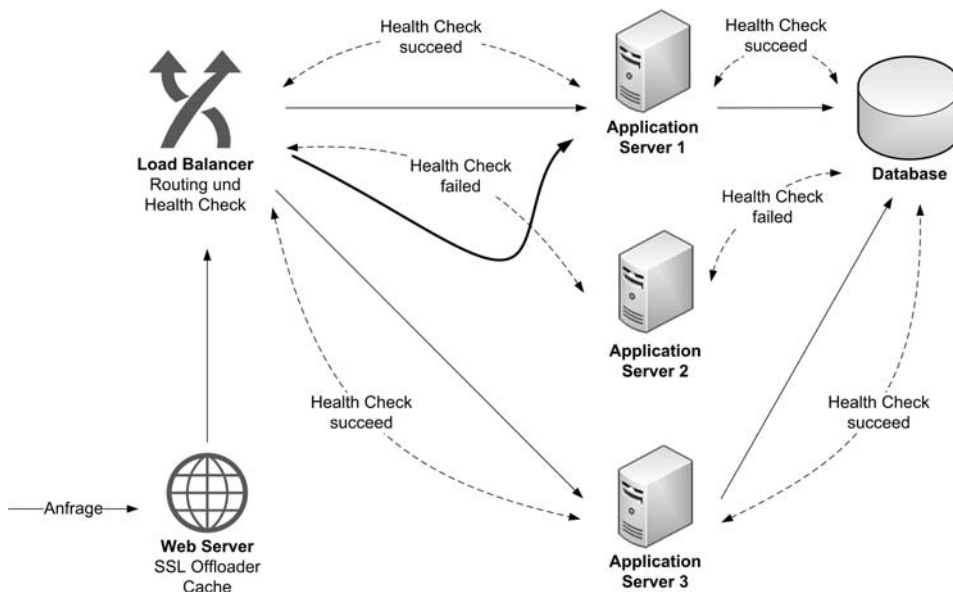 Health Check
succeed
Health Check
succeed
Application
Server 1
Load Balancer
Routing und
Health Check
Health Check
failed
Database
Health Check
failed
Application
Server 2
Health Check
succeed
Health Check
succeed
Anfrage
Web Server
SSL Offloader
Cache
Application
Server 3